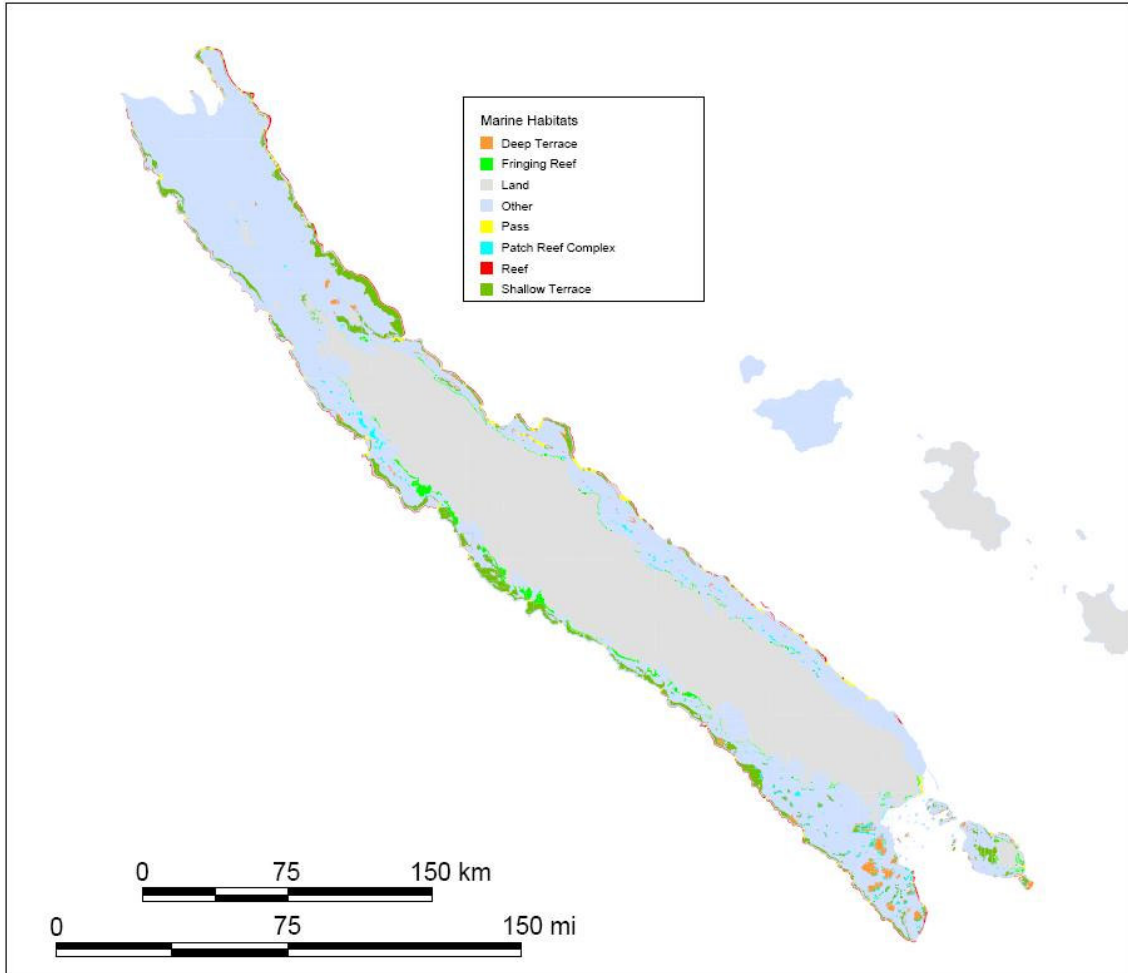 Marine Habitats
Deep Terrace
Fringing Reef
Land
Other
Pass
Patch Reef Complex
Reef
Shallow Terrace
0 75 150 km
0 75 150 mi